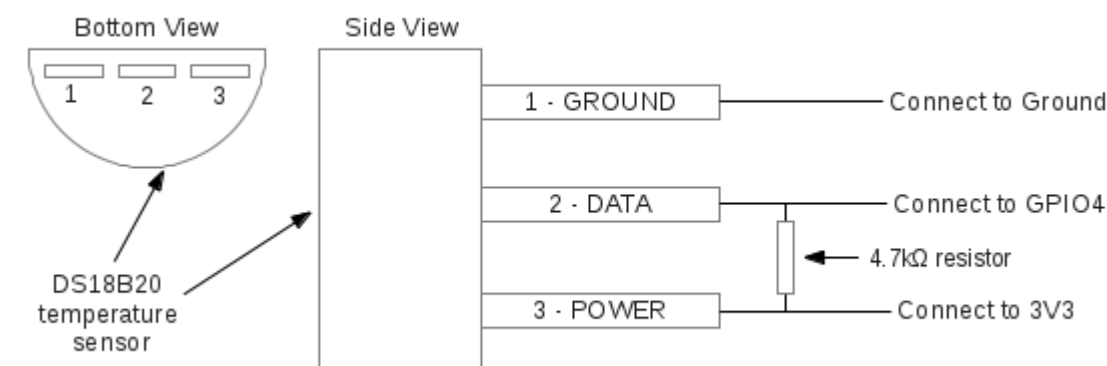 Bottom View
Side View
1 2 3
1 - GROUND
Connect to Ground
2 - DATA
Connect to GPIO4
4.7kΩ resistor
3 - POWER
Connect to 3V3
DS18B20
temperature
sensor